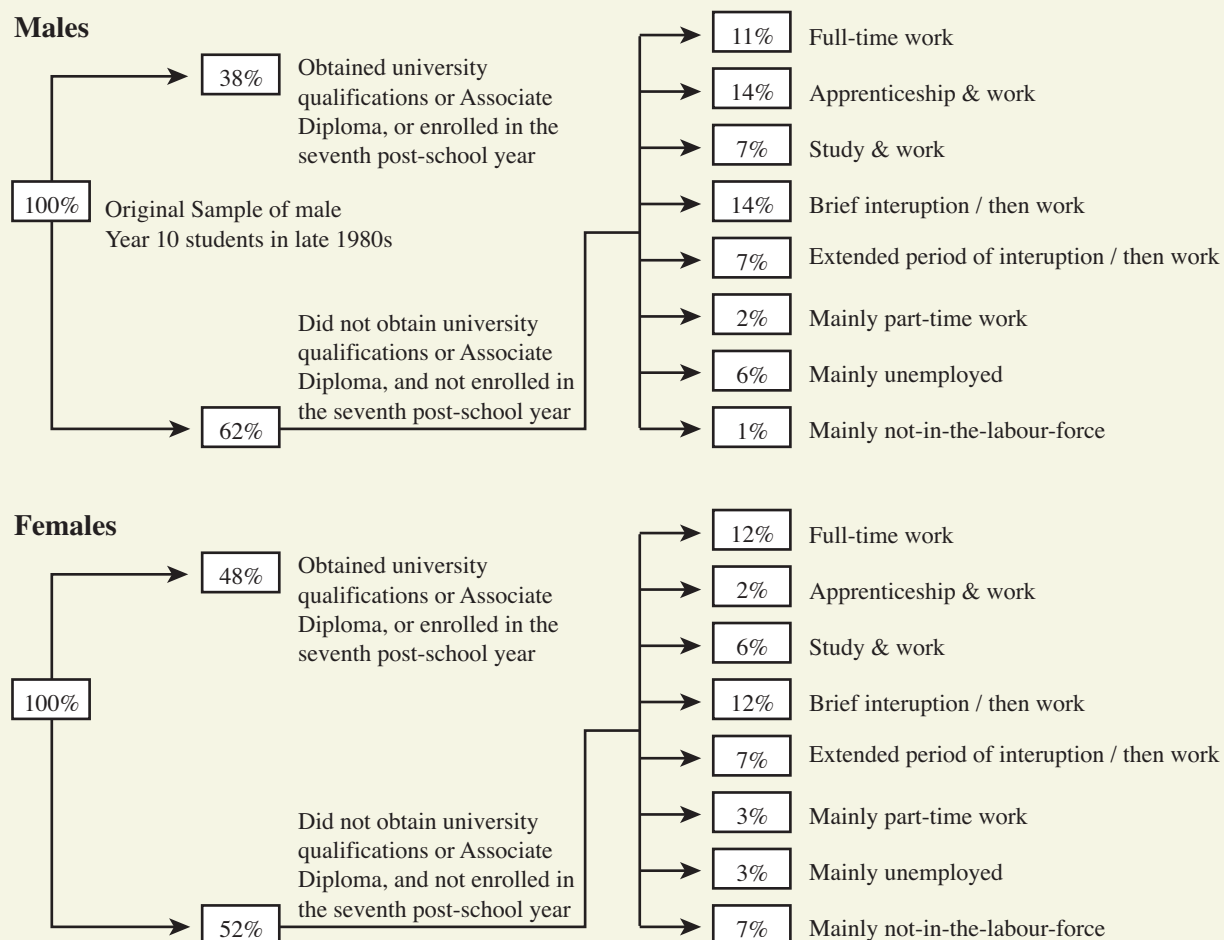 Males
38%
Obtained university
qualifications or Associate
Diploma, or enrolled in the
seventh post-school year
100%
Original Sample of male
Year 10 students in late 1980s
Did not obtain university
qualifications or Associate
Diploma, and not enrolled in
the seventh post-school year
62%
11% Full-time work
14% Apprenticeship & work
7% Study & work
14% Brief interuption / then work
7% Extended period of interuption / then work
2% Mainly part-time work
6% Mainly unemployed
1% Mainly not-in-the-labour-force
Females
48%
Obtained university
qualifications or Associate
Diploma, or enrolled in the
seventh post-school year
100%
Did not obtain university
qualifications or Associate
Diploma, and not enrolled in
the seventh post-school year
52%
12% Full-time work
2% Apprenticeship & work
6% Study & work
12% Brief interuption / then work
7% Extended period of interuption / then work
3% Mainly part-time work
3% Mainly unemployed
7% Mainly not-in-the-labour-force